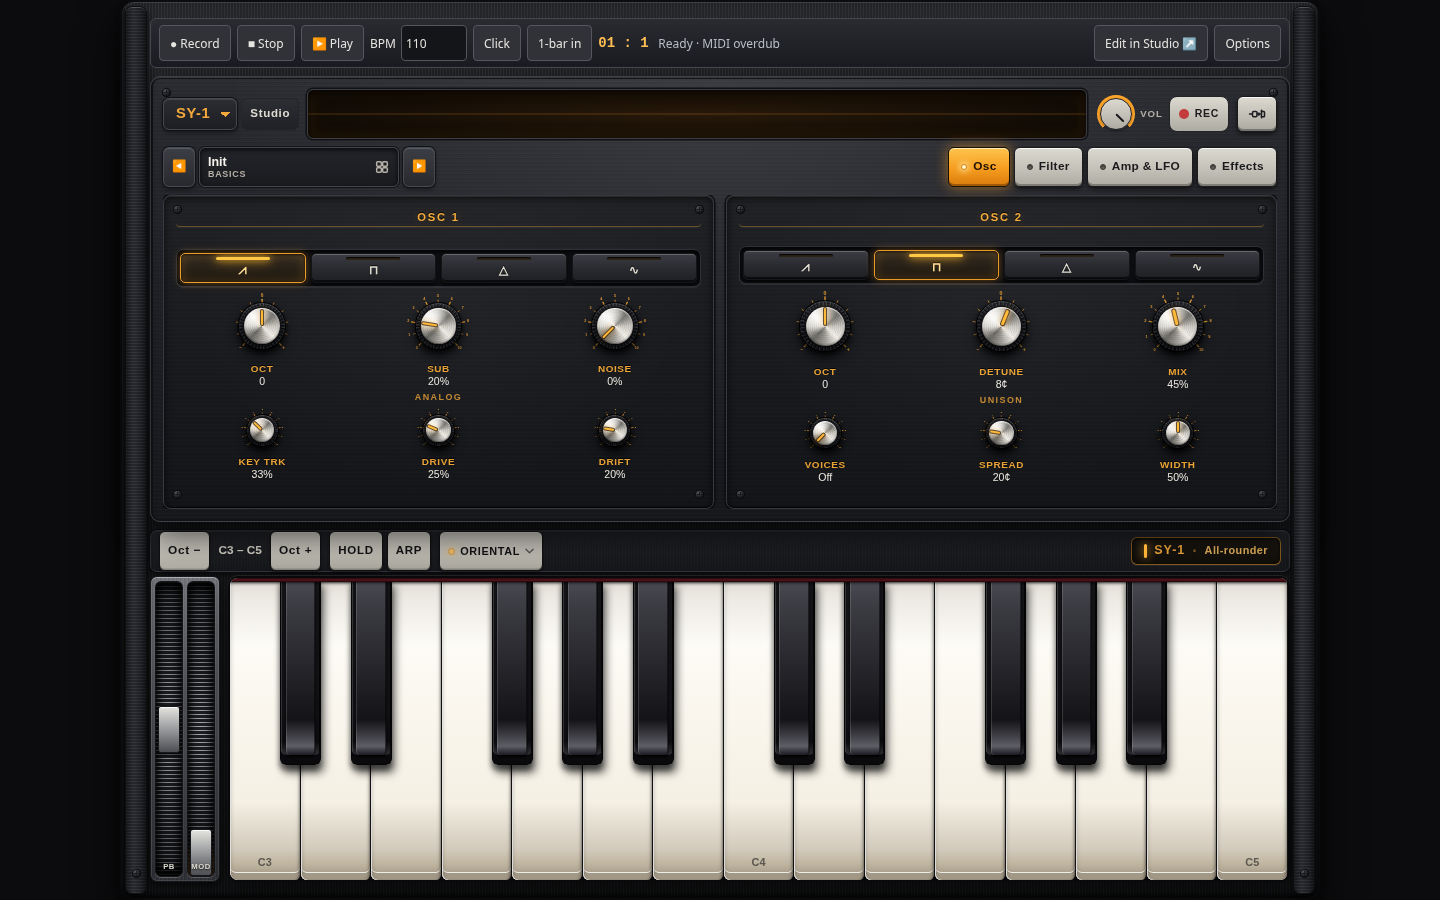 ● Record ■ Stop ▶ Play BPM 110 Click 1-bar in 01 : 1 Ready · MIDI overdub Edit in Studio ↗ Options
SY-1 Studio VOL REC
◀ Init ▶ Osc Filter Amp & LFO Effects
BASICS
OSC 1 OSC 2
OCT SUB NOISE OCT DETUNE MIX
0 20% 0% 0 8¢ 45%
ANALOG UNISON
KEY TRK DRIVE DRIFT VOICES SPREAD WIDTH
33% 25% 20% Off 20¢ 50%
Oct − C3 – C5 Oct + HOLD ARP ORIENTAL SY-1 · All-rounder
PB MOD C3 C4 C5